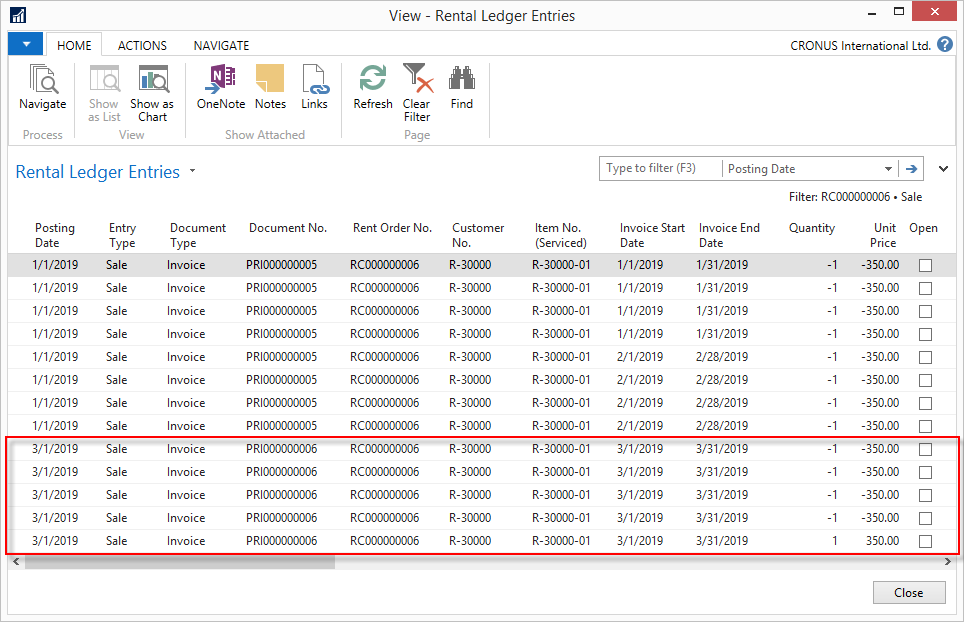 View - Rental Ledger Entries
HOME ACTIONS NAVIGATE CRONUS International Ltd. ?
Navigate Show as List Show as Chart OneNote Notes Links Refresh Clear Filter Find
Process View Show Attached Page
Rental Ledger Entries Type to filter (F3) Posting Date
Filter: RC000000006 • Sale
Posting Date Entry Type Document Type Document No. Rent Order No. Customer No. Item No. (Serviced) Invoice Start Date Invoice End Date Quantity Unit Price Open
1/1/2019 Sale Invoice PRI000000005 RC000000006 R-30000 R-30000-01 1/1/2019 1/31/2019 -1 -350.00
1/1/2019 Sale Invoice PRI000000005 RC000000006 R-30000 R-30000-01 1/1/2019 1/31/2019 -1 -350.00
1/1/2019 Sale Invoice PRI000000005 RC000000006 R-30000 R-30000-01 1/1/2019 1/31/2019 -1 -350.00
1/1/2019 Sale Invoice PRI000000005 RC000000006 R-30000 R-30000-01 1/1/2019 1/31/2019 -1 -350.00
1/1/2019 Sale Invoice PRI000000005 RC000000006 R-30000 R-30000-01 2/1/2019 2/28/2019 -1 -350.00
1/1/2019 Sale Invoice PRI000000005 RC000000006 R-30000 R-30000-01 2/1/2019 2/28/2019 -1 -350.00
1/1/2019 Sale Invoice PRI000000005 RC000000006 R-30000 R-30000-01 2/1/2019 2/28/2019 -1 -350.00
1/1/2019 Sale Invoice PRI000000005 RC000000006 R-30000 R-30000-01 2/1/2019 2/28/2019 -1 -350.00
3/1/2019 Sale Invoice PRI000000006 RC000000006 R-30000 R-30000-01 3/1/2019 3/31/2019 -1 -350.00
3/1/2019 Sale Invoice PRI000000006 RC000000006 R-30000 R-30000-01 3/1/2019 3/31/2019 -1 -350.00
3/1/2019 Sale Invoice PRI000000006 RC000000006 R-30000 R-30000-01 3/1/2019 3/31/2019 -1 -350.00
3/1/2019 Sale Invoice PRI000000006 RC000000006 R-30000 R-30000-01 3/1/2019 3/31/2019 -1 -350.00
3/1/2019 Sale Invoice PRI000000006 RC000000006 R-30000 R-30000-01 3/1/2019 3/31/2019 1 350.00
Close